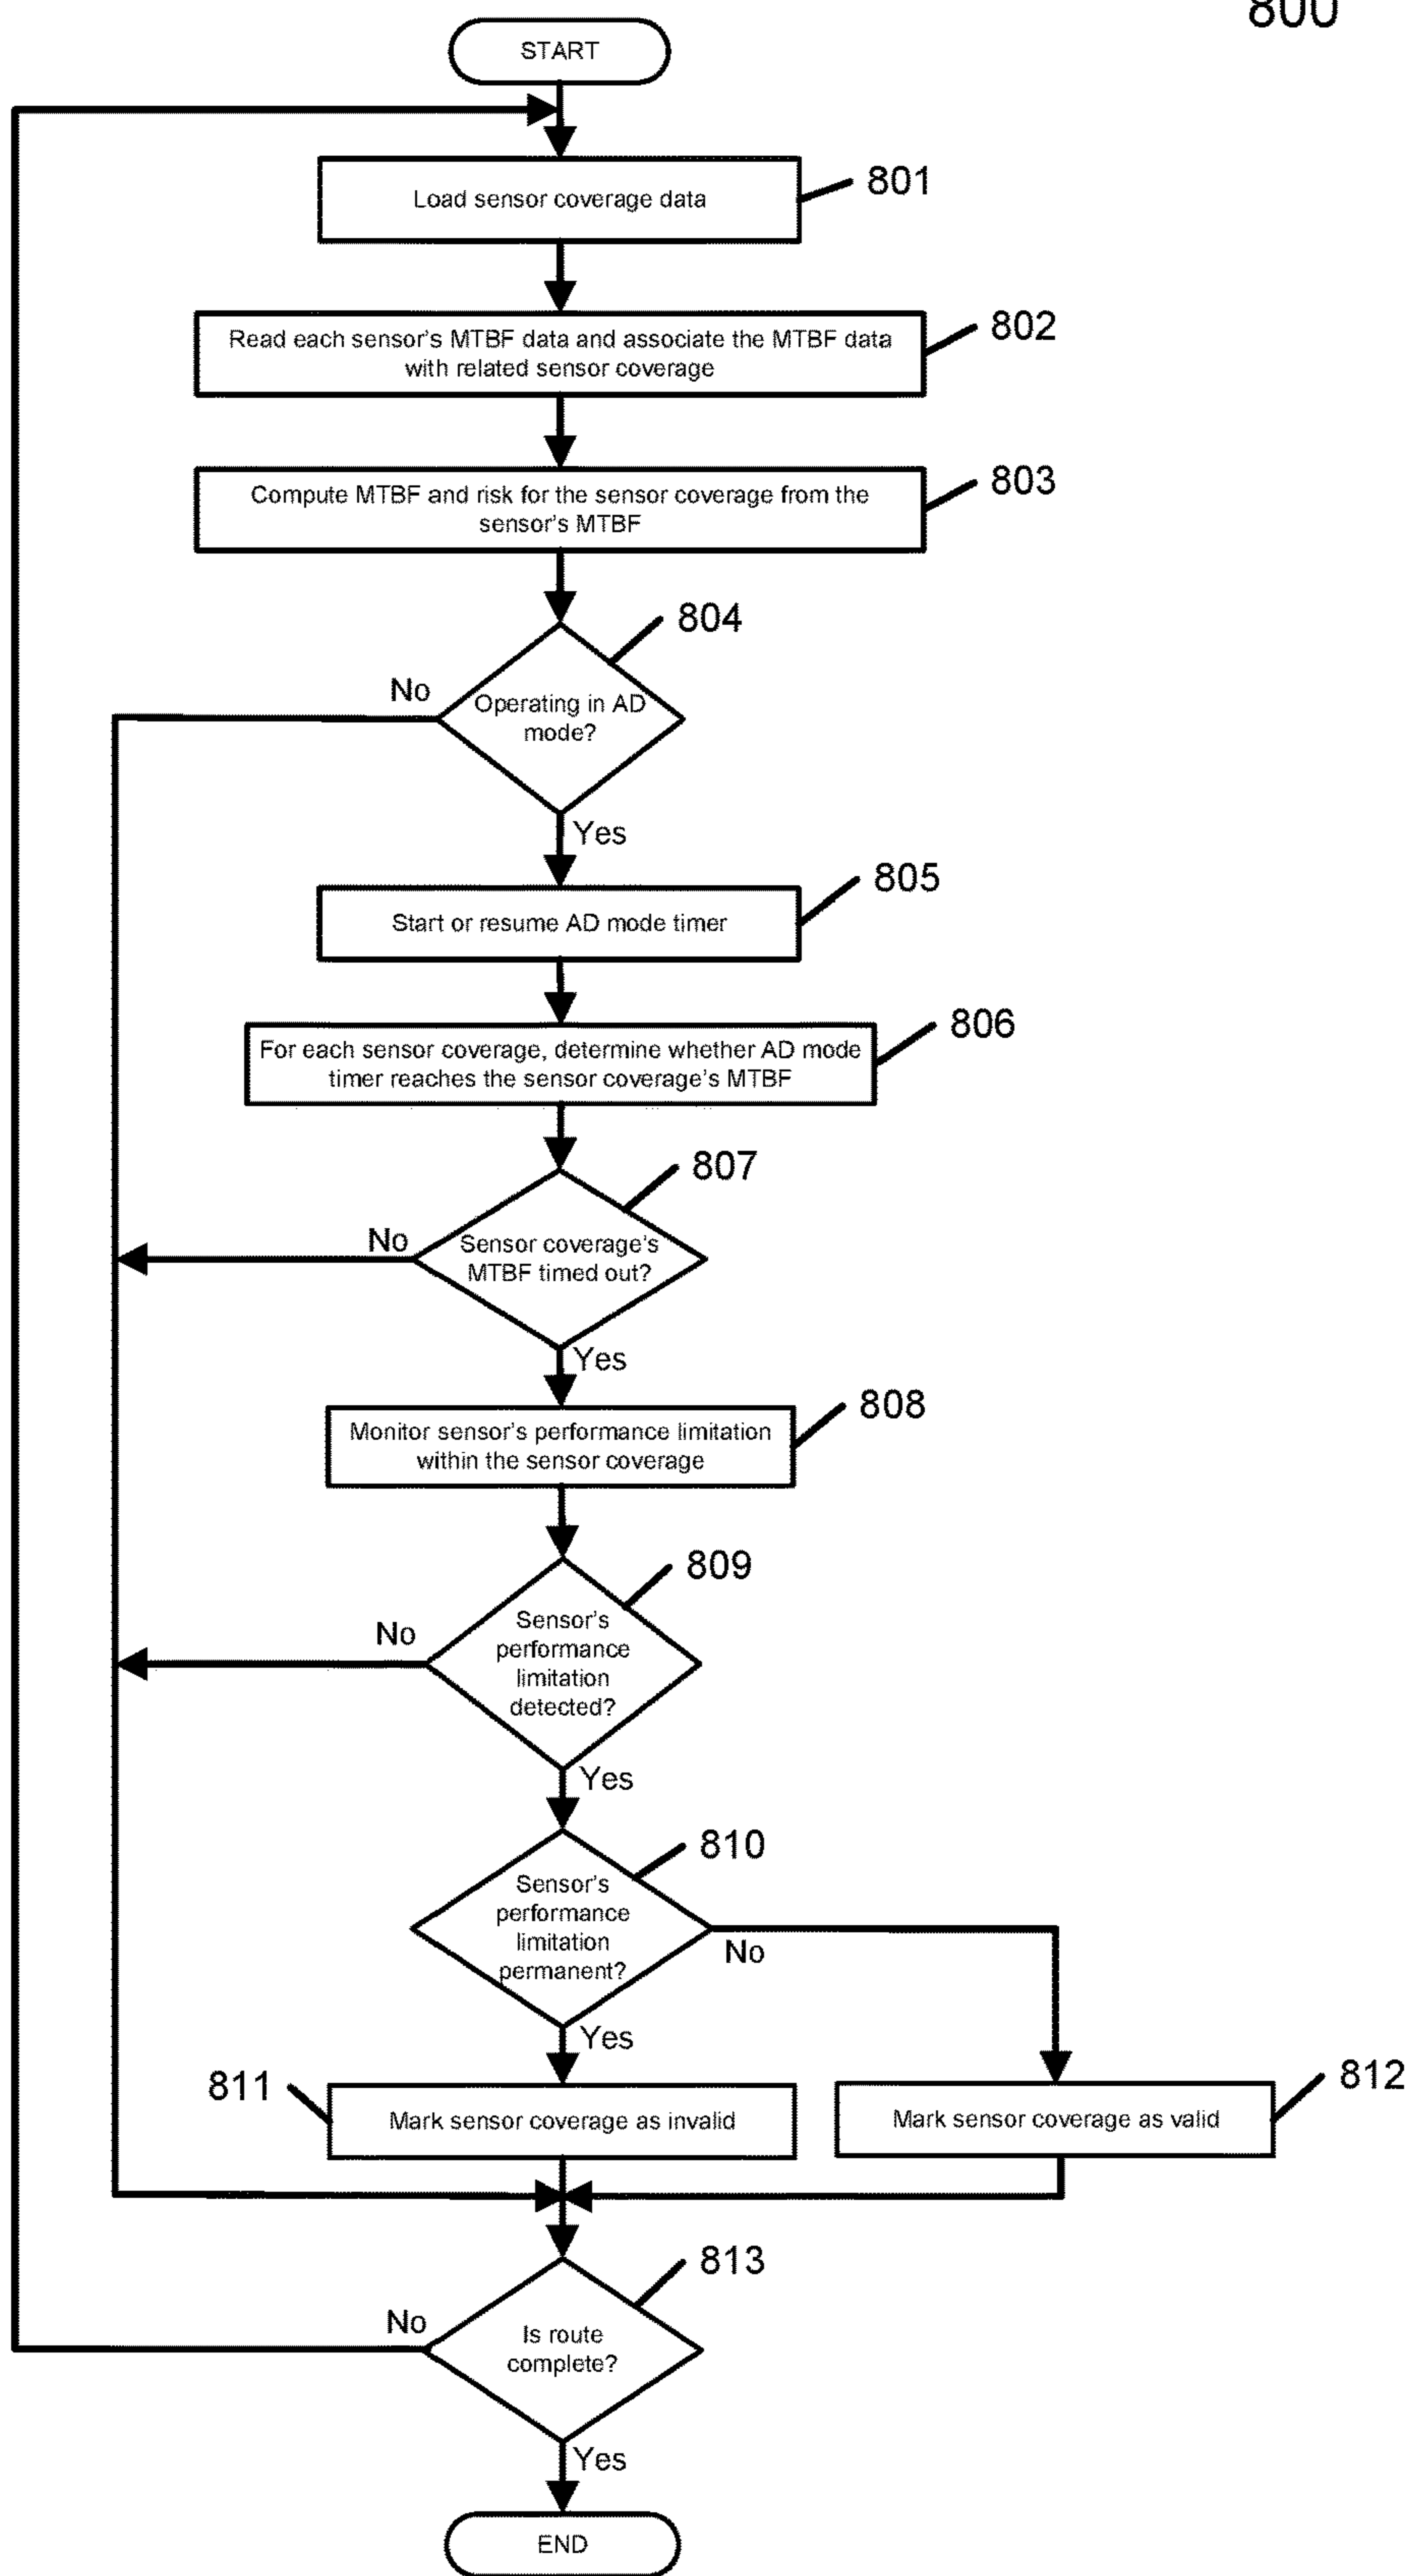 800
START
Load sensor coverage data
801
Read each sensor's MTBF data and associate the MTBF data
with related sensor coverage
802
Compute MTBF and risk for the sensor coverage from the
sensor's MTBF
803
804
No
Operating in AD
mode?
Yes
805
Start or resume AD mode timer
806
For each sensor coverage, determine whether AD mode
timer reaches the sensor coverage's MTBF
807
No
Sensor coverage's
MTBF timed out?
Yes
808
Monitor sensor's performance limitation
within the sensor coverage
809
No
Sensor's
performance
limitation
detected?
Yes
810
Sensor's
performance
limitation
permanent?
No
Yes
811
Mark sensor coverage as invalid
812
Mark sensor coverage as valid
813
No
Is route
complete?
Yes
END